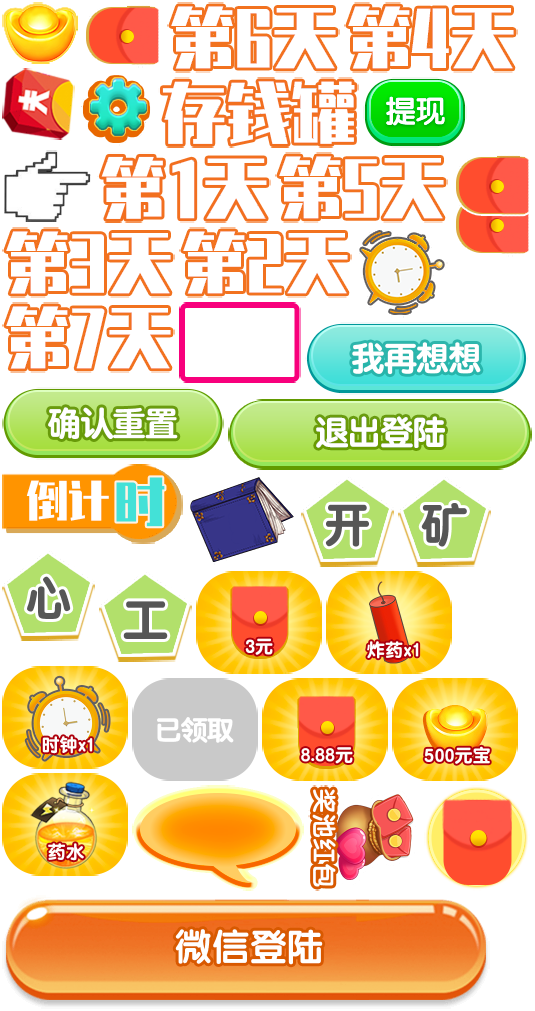 第6天 第4天
夫
存钱罐 提现
第1天 第5天
第3天 第2天
第7天
我再想想
确认重置
退出登陆
倒计时
开 矿
心 工
3元
炸药x1
时钟x1
已领取
8.88元
500元宝
药水
奖池红包
微信登陆